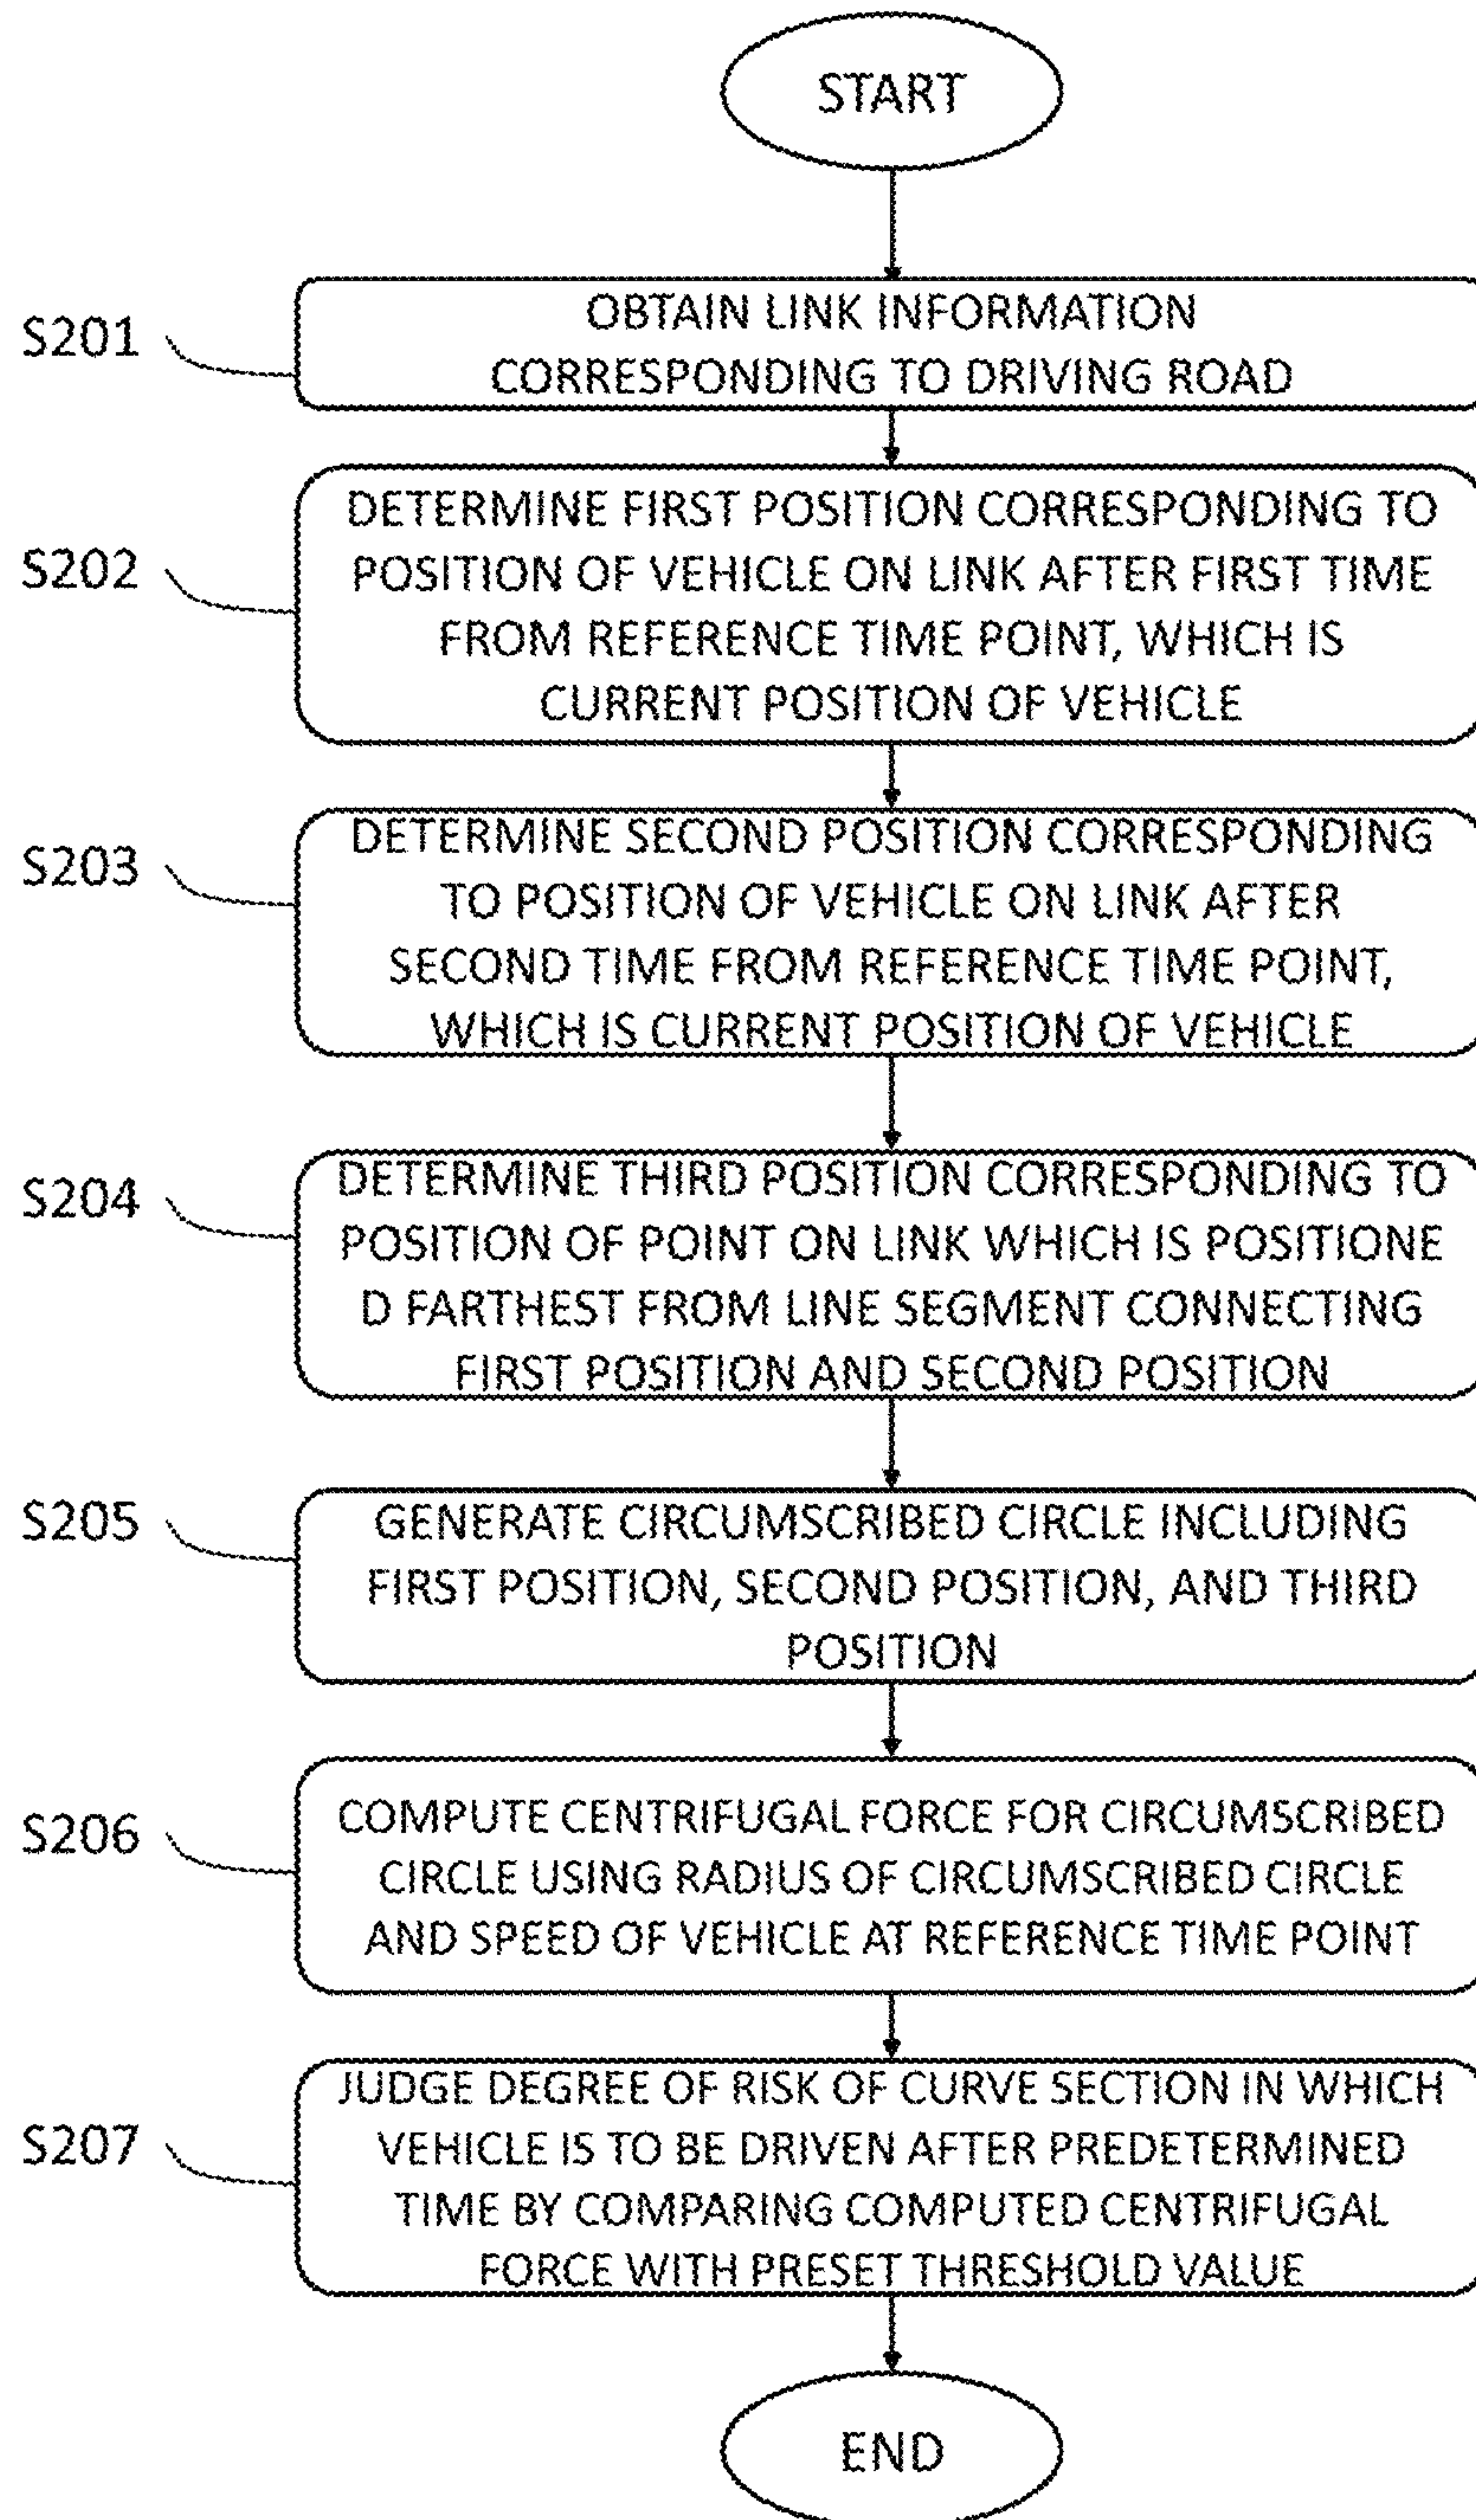 START
S201
OBTAIN LINK INFORMATION
CORRESPONDING TO DRIVING ROAD
S202
DETERMINE FIRST POSITION CORRESPONDING TO
POSITION OF VEHICLE ON LINK AFTER FIRST TIME
FROM REFERENCE TIME POINT, WHICH IS
CURRENT POSITION OF VEHICLE
S203
DETERMINE SECOND POSITION CORRESPONDING
TO POSITION OF VEHICLE ON LINK AFTER
SECOND TIME FROM REFERENCE TIME POINT,
WHICH IS CURRENT POSITION OF VEHICLE
S204
DETERMINE THIRD POSITION CORRESPONDING TO
POSITION OF POINT ON LINK WHICH IS POSITIONE
D FARTHEST FROM LINE SEGMENT CONNECTING
FIRST POSITION AND SECOND POSITION
S205
GENERATE CIRCUMSCRIBED CIRCLE INCLUDING
FIRST POSITION, SECOND POSITION, AND THIRD
POSITION
S206
COMPUTE CENTRIFUGAL FORCE FOR CIRCUMSCRIBED
CIRCLE USING RADIUS OF CIRCUMSCRIBED CIRCLE
AND SPEED OF VEHICLE AT REFERENCE TIME POINT
S207
JUDGE DEGREE OF RISK OF CURVE SECTION IN WHICH
VEHICLE IS TO BE DRIVEN AFTER PREDETERMINED
TIME BY COMPARING COMPUTED CENTRIFUGAL
FORCE WITH PRESET THRESHOLD VALUE
END